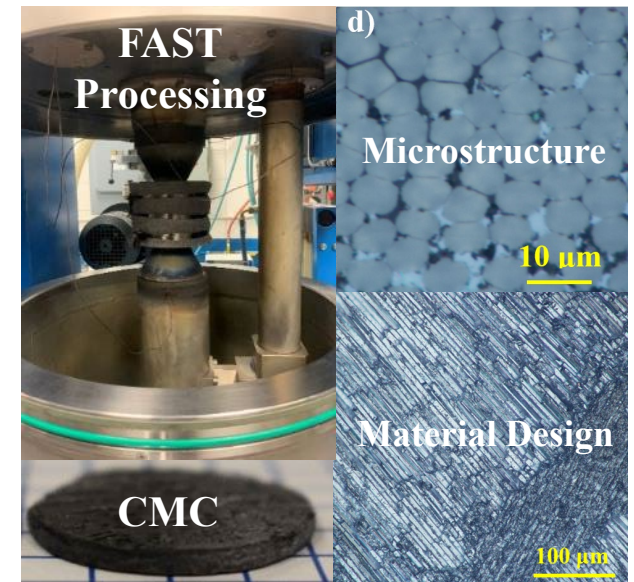 FAST
Processing
d)
Microstructure
10 µm
CMC
Material Design
100 µm